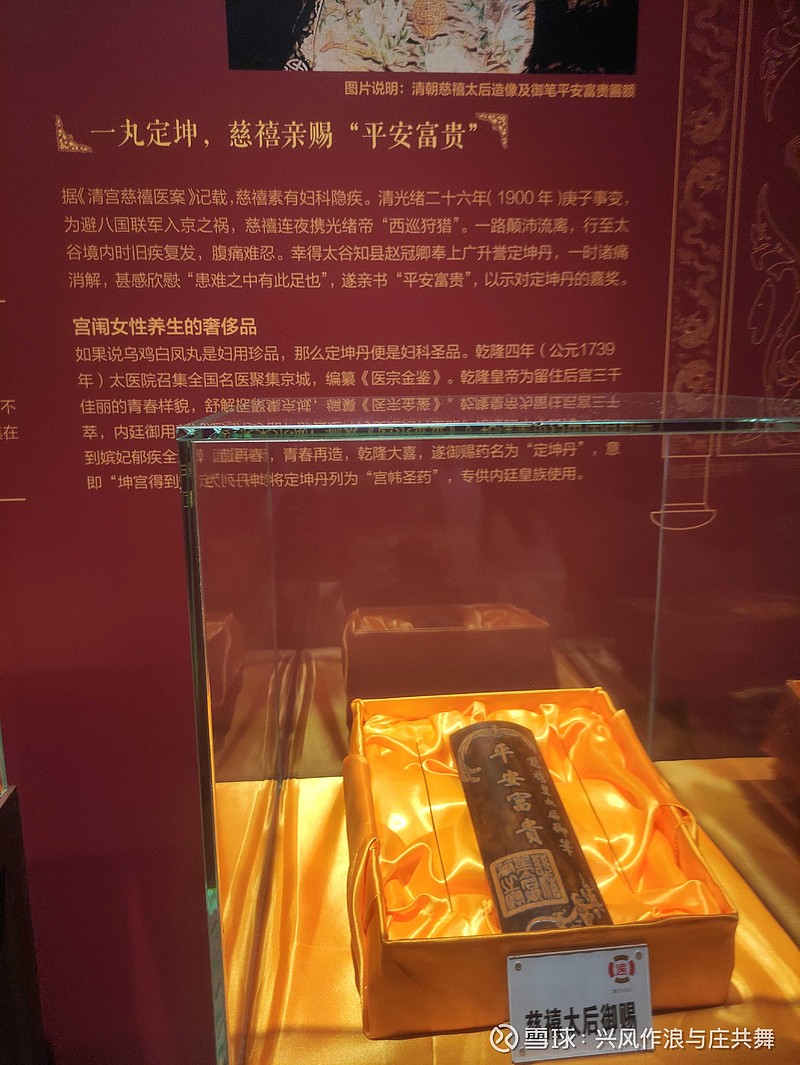 图片说明：清朝慈禧太后造像及御笔平安富贵匾额
一丸定坤，慈禧亲赐“平安富贵”
据《清宫慈禧医案》记载，慈禧素有妇科隐疾。清光绪二十六年（1900年）庚子事变，
为避八国联军入京之祸，慈禧连夜携光绪帝“西巡狩猎”。一路颠沛流离，行至太
谷境内时旧疾复发，腹痛难忍。幸得太谷知县赵冠卿奉上广升誉定坤丹，一时诸痛
消解，甚感欣慰：“患难之中有此足也”，遂亲书“平安富贵”，以示对定坤丹的嘉奖。
宫闱女性养生的奢侈品
如果说乌鸡白凤丸是妇用珍品，那么定坤丹便是妇科圣品。乾隆四年（公元1739
年）太医院召集全国名医聚集京城，编纂《医宗金鉴》。乾隆皇帝为留住后宫三千
佳丽的青春样貌，舒解
萃，内廷御用
到嫔妃郁疾全
青春再造，乾隆大喜，遂御赐药名为“定坤丹”，意
即“坤宫得到
将定坤丹列为“宫帏圣药”，专供内廷皇族使用。
不
在
平安富贵
慈禧太后御赐
雪球：兴风作浪与庄共舞